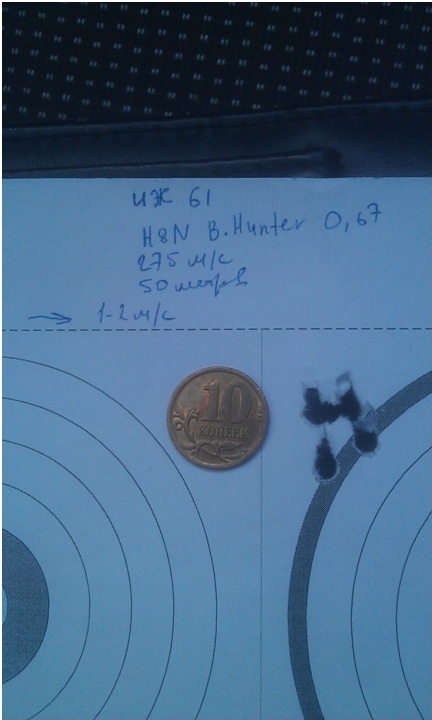 иж 61
H&N B.Hunter 0,67
275 м/с
50 метров
→ 1-2 м/с
10
КОПЕЕК